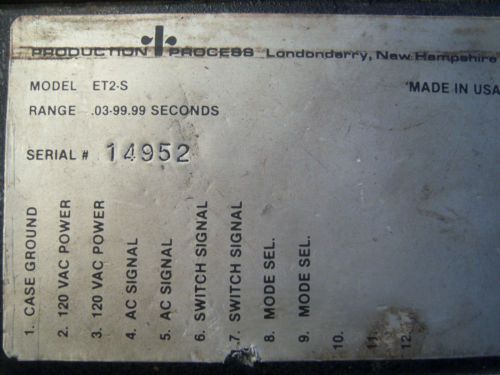 PRODUCTION PROCESS Londonderry, New Hampshire
MODEL ET2-S 'MADE IN USA
RANGE .03-99.99 SECONDS
SERIAL # 14952
1. CASE GROUND
2. 120 VAC POWER
3. 120 VAC POWER
4. AC SIGNAL
5. AC SIGNAL
6. SWITCH SIGNAL
7. SWITCH SIGNAL
8. MODE SEL.
9. MODE SEL.
10.
11.
12.